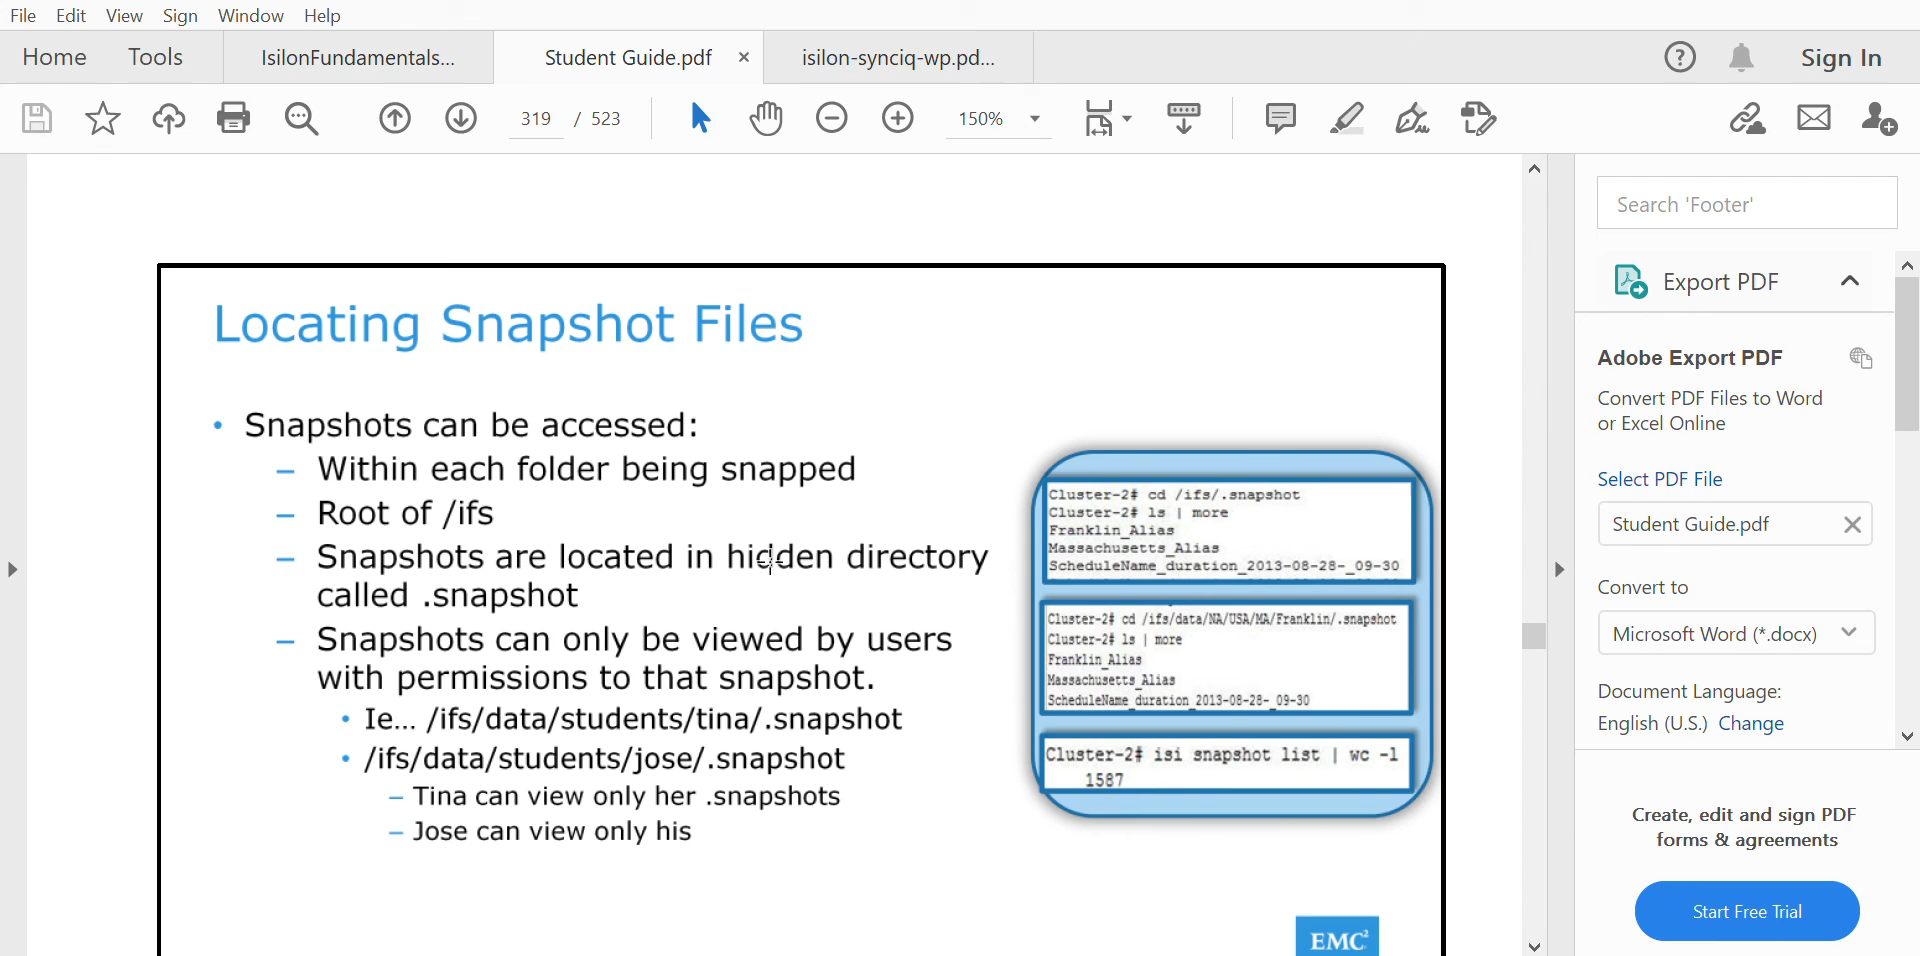 File Edit View Sign Window Help
Home Tools IsilonFundamentals... Student Guide.pdf × isilon-synciq-wp.pd... ? Sign In
319 / 523 150%
Locating Snapshot Files
• Snapshots can be accessed:
– Within each folder being snapped
– Root of /ifs
– Snapshots are located in hidden directory
called .snapshot
– Snapshots can only be viewed by users
with permissions to that snapshot.
• Ie... /ifs/data/students/tina/.snapshot
• /ifs/data/students/jose/.snapshot
– Tina can view only her .snapshots
– Jose can view only his
Cluster-2# cd /ifs/.snapshot
Cluster-2# ls | more
Franklin_Alias
Massachusetts_Alias
ScheduleName_duration_2013-08-28-_09-30
Cluster-2# cd /ifs/data/NA/USA/MA/Franklin/.snapshot
Cluster-2# ls | more
Franklin_Alias
Massachusetts_Alias
ScheduleName_duration_2013-08-28-_09-30
Cluster-2# isi snapshot list | wc -l
1587
EMC²
Search 'Footer'
Export PDF
Adobe Export PDF
Convert PDF Files to Word
or Excel Online
Select PDF File
Student Guide.pdf
Convert to
Microsoft Word (*.docx)
Document Language:
English (U.S.) Change
Create, edit and sign PDF
forms & agreements
Start Free Trial